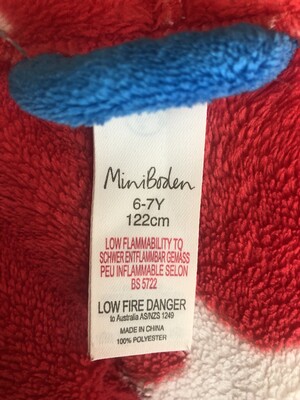 MiniBoden
6-7Y
122cm
LOW FLAMMABILITY TO
SCHWER ENTFLAMMBAR GEMASS
PEU INFLAMMABLE SELON
BS 5722
LOW FIRE DANGER
to Australia AS/NZS 1249
MADE IN CHINA
100% POLYESTER